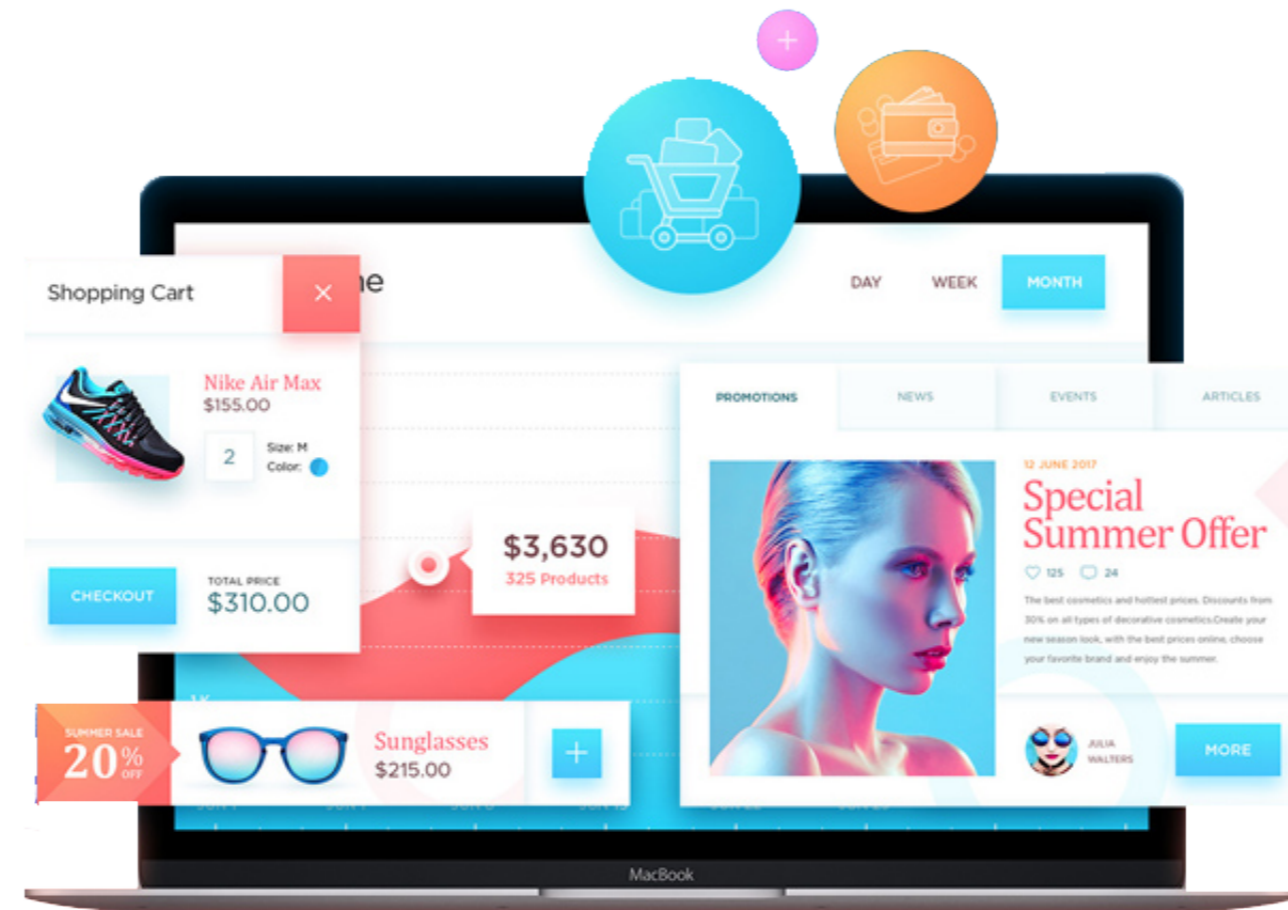 DAY WEEK MONTH
Shopping Cart
Nike Air Max
$155.00
2
Size: M
Color:
CHECKOUT
TOTAL PRICE
$310.00
$3,630
325 Products
PROMOTIONS NEWS EVENTS ARTICLES
12 JUNE 2017
Special
Summer Offer
125 24
The best cosmetics and hottest prices. Discounts from
30% on all types of decorative cosmetics.Create your
new season look, with the best prices online, choose
your favorite brand and enjoy the summer.
JULIA
WALTERS
MORE
SUMMER SALE
20%
OFF
Sunglasses
$215.00
MacBook